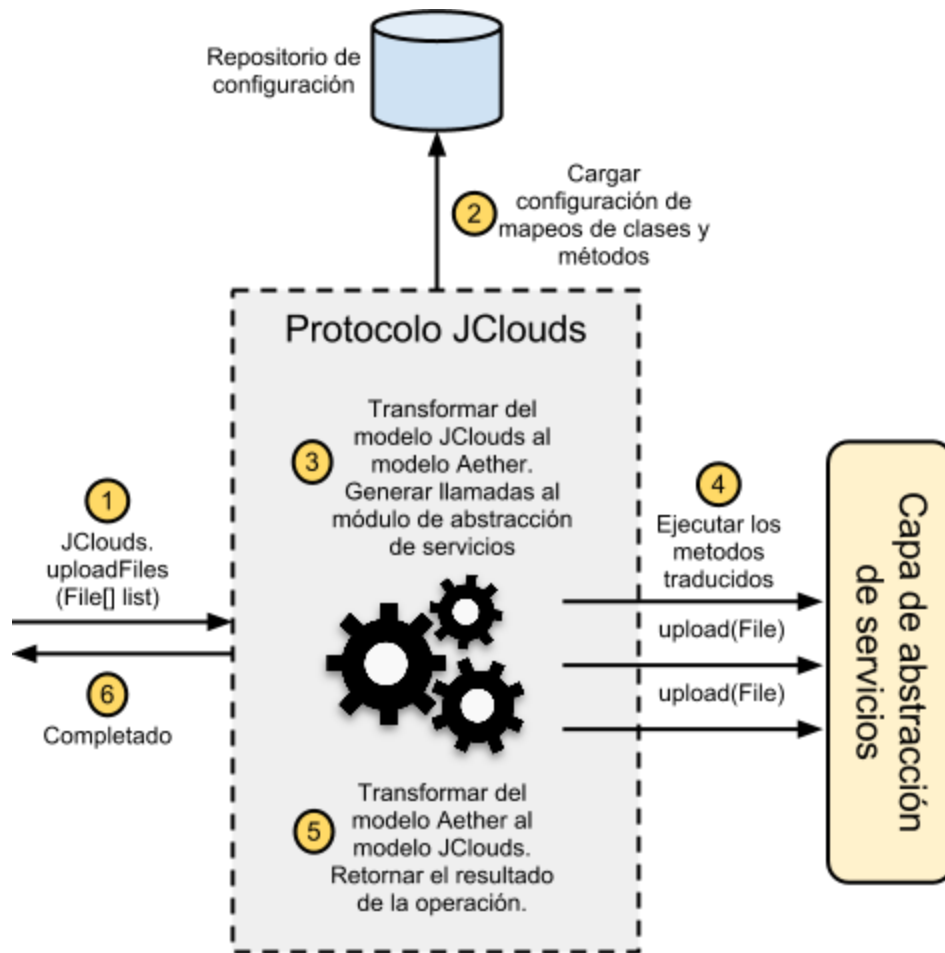 Repositorio de
configuración
2
Cargar
configuración de
mapeos de clases y
métodos
Protocolo JClouds
3
Transformar del
modelo JClouds al
modelo Aether.
Generar llamadas al
módulo de abstracción
de servicios
1
JClouds.
uploadFiles
(File[] list)
6
Completado
4
Ejecutar los
metodos
traducidos
upload(File)
upload(File)
5
Transformar del
modelo Aether al
modelo JClouds.
Retornar el resultado
de la operación.
Capa de abstracción
de servicios